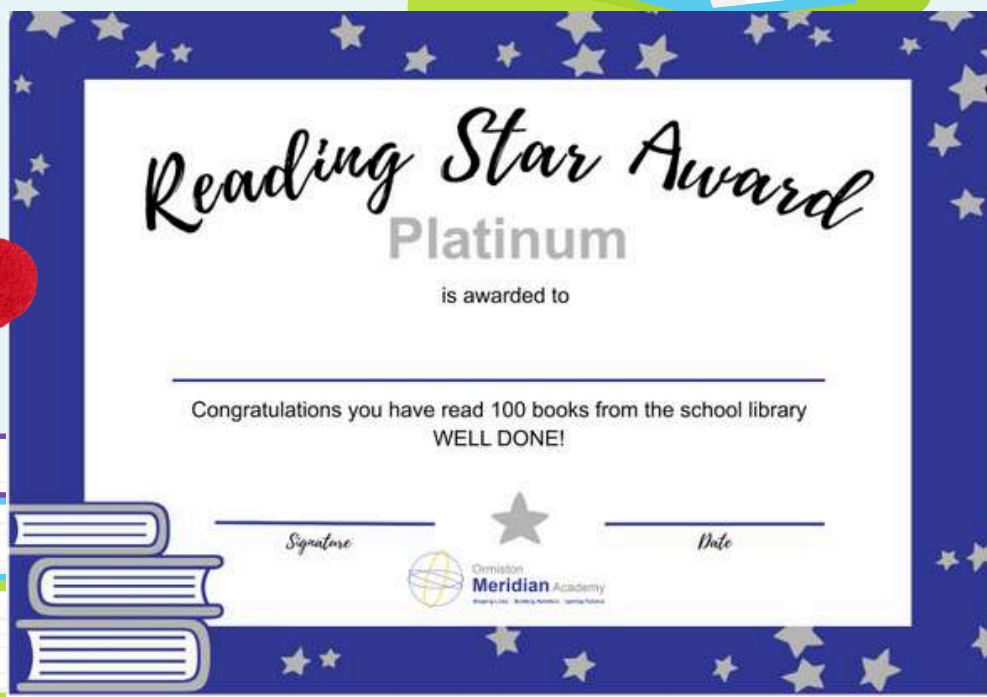 Reading Star Award
Platinum
is awarded to
Congratulations you have read 100 books from the school library
WELL DONE!
Signature
Date
Ormiston
Meridian Academy